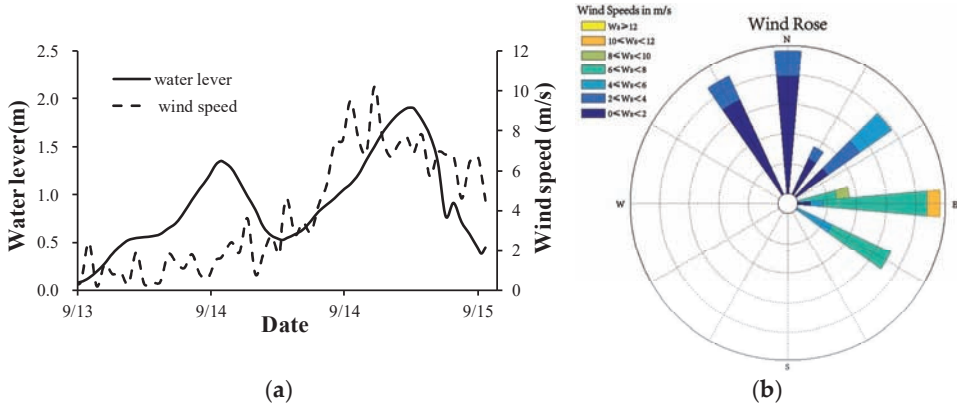 2.5
2.0
1.5
1.0
0.5
0.0
Water lever(m)
water lever
wind speed
12
10
8
6
4
2
0
Wind speed (m/s)
9/13
9/14
9/14
9/15
Date
(a)
Wind Speeds in m/s
Ws≥12
10≤Ws<12
8≤Ws<10
6≤Ws<8
4≤Ws<6
2≤Ws<4
0≤Ws<2
Wind Rose
N
W
E
S
(b)